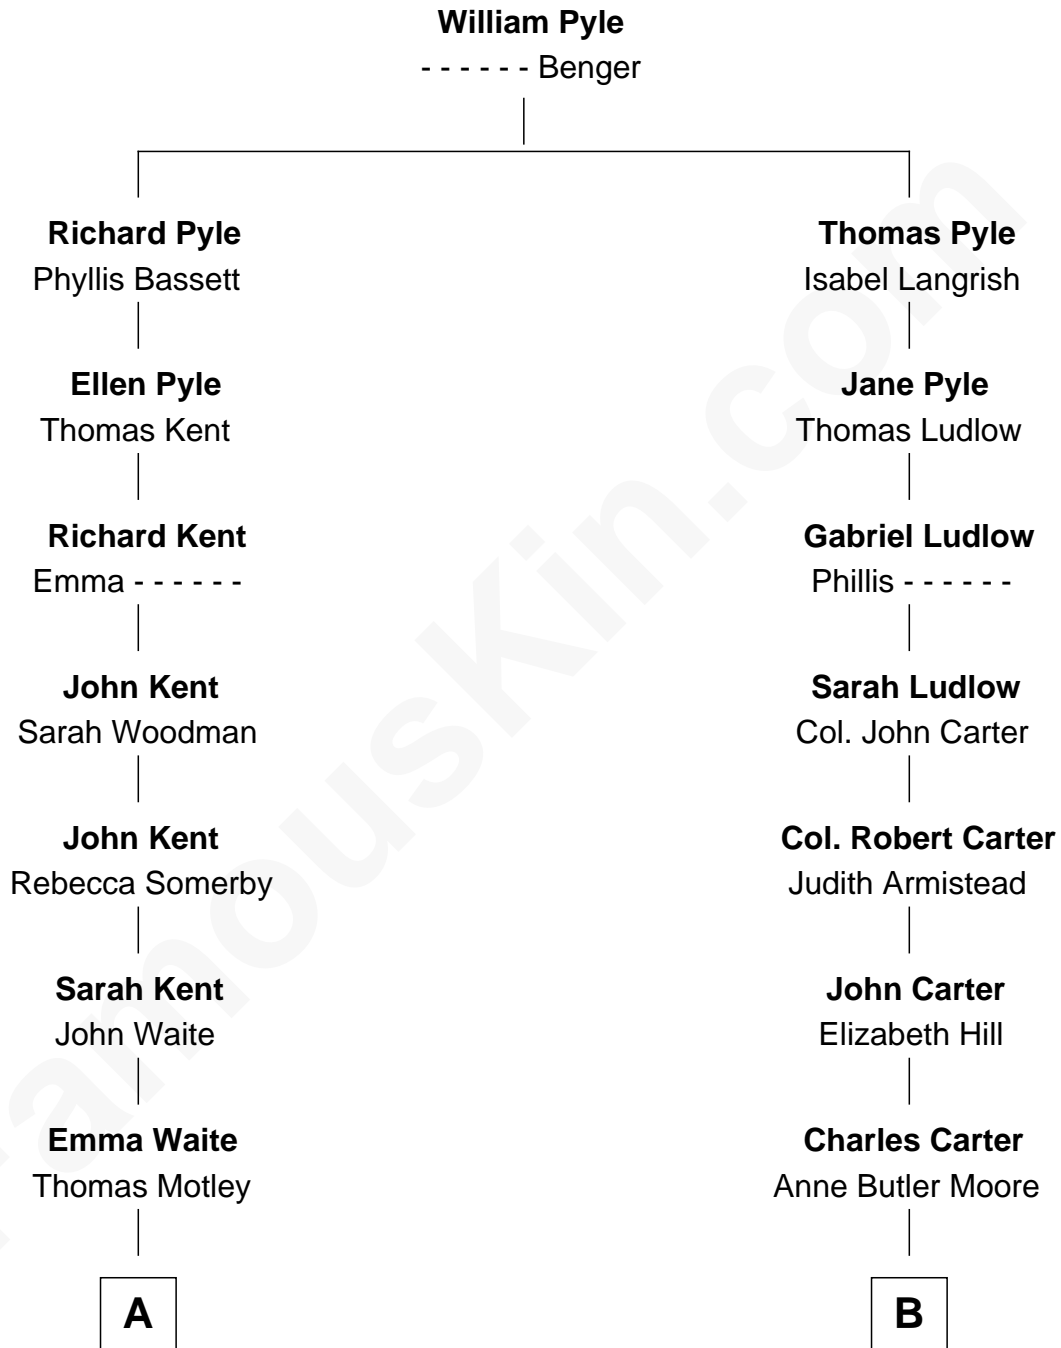 William Pyle
- - - - - - Benger
Richard Pyle
Phyllis Bassett
Thomas Pyle
Isabel Langrish
Ellen Pyle
Thomas Kent
Jane Pyle
Thomas Ludlow
Richard Kent
Emma - - - - - -
Gabriel Ludlow
Phillis - - - - - -
John Kent
Sarah Woodman
Sarah Ludlow
Col. John Carter
John Kent
Rebecca Somerby
Col. Robert Carter
Judith Armistead
Sarah Kent
John Waite
John Carter
Elizabeth Hill
Emma Waite
Thomas Motley
Charles Carter
Anne Butler Moore
A
B
FamousKin.com